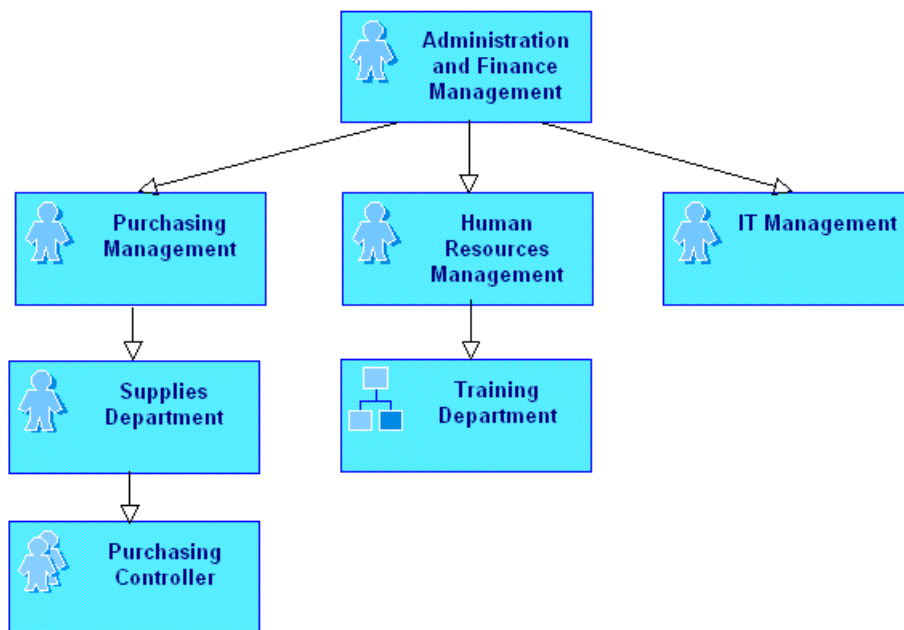 Administration
and Finance
Management
Purchasing
Management
Human
Resources
Management
IT Management
Supplies
Department
Training
Department
Purchasing
Controller